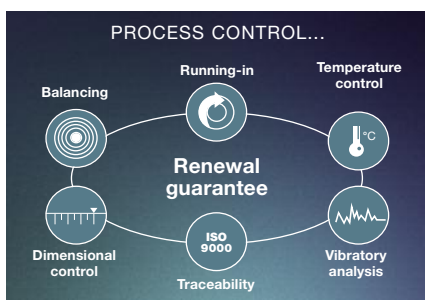 PROCESS CONTROL...
Running-in
Temperature
control
Balancing
°C
Renewal
guarantee
ISO
9000
Dimensional
control
Vibratory
analysis
Traceability